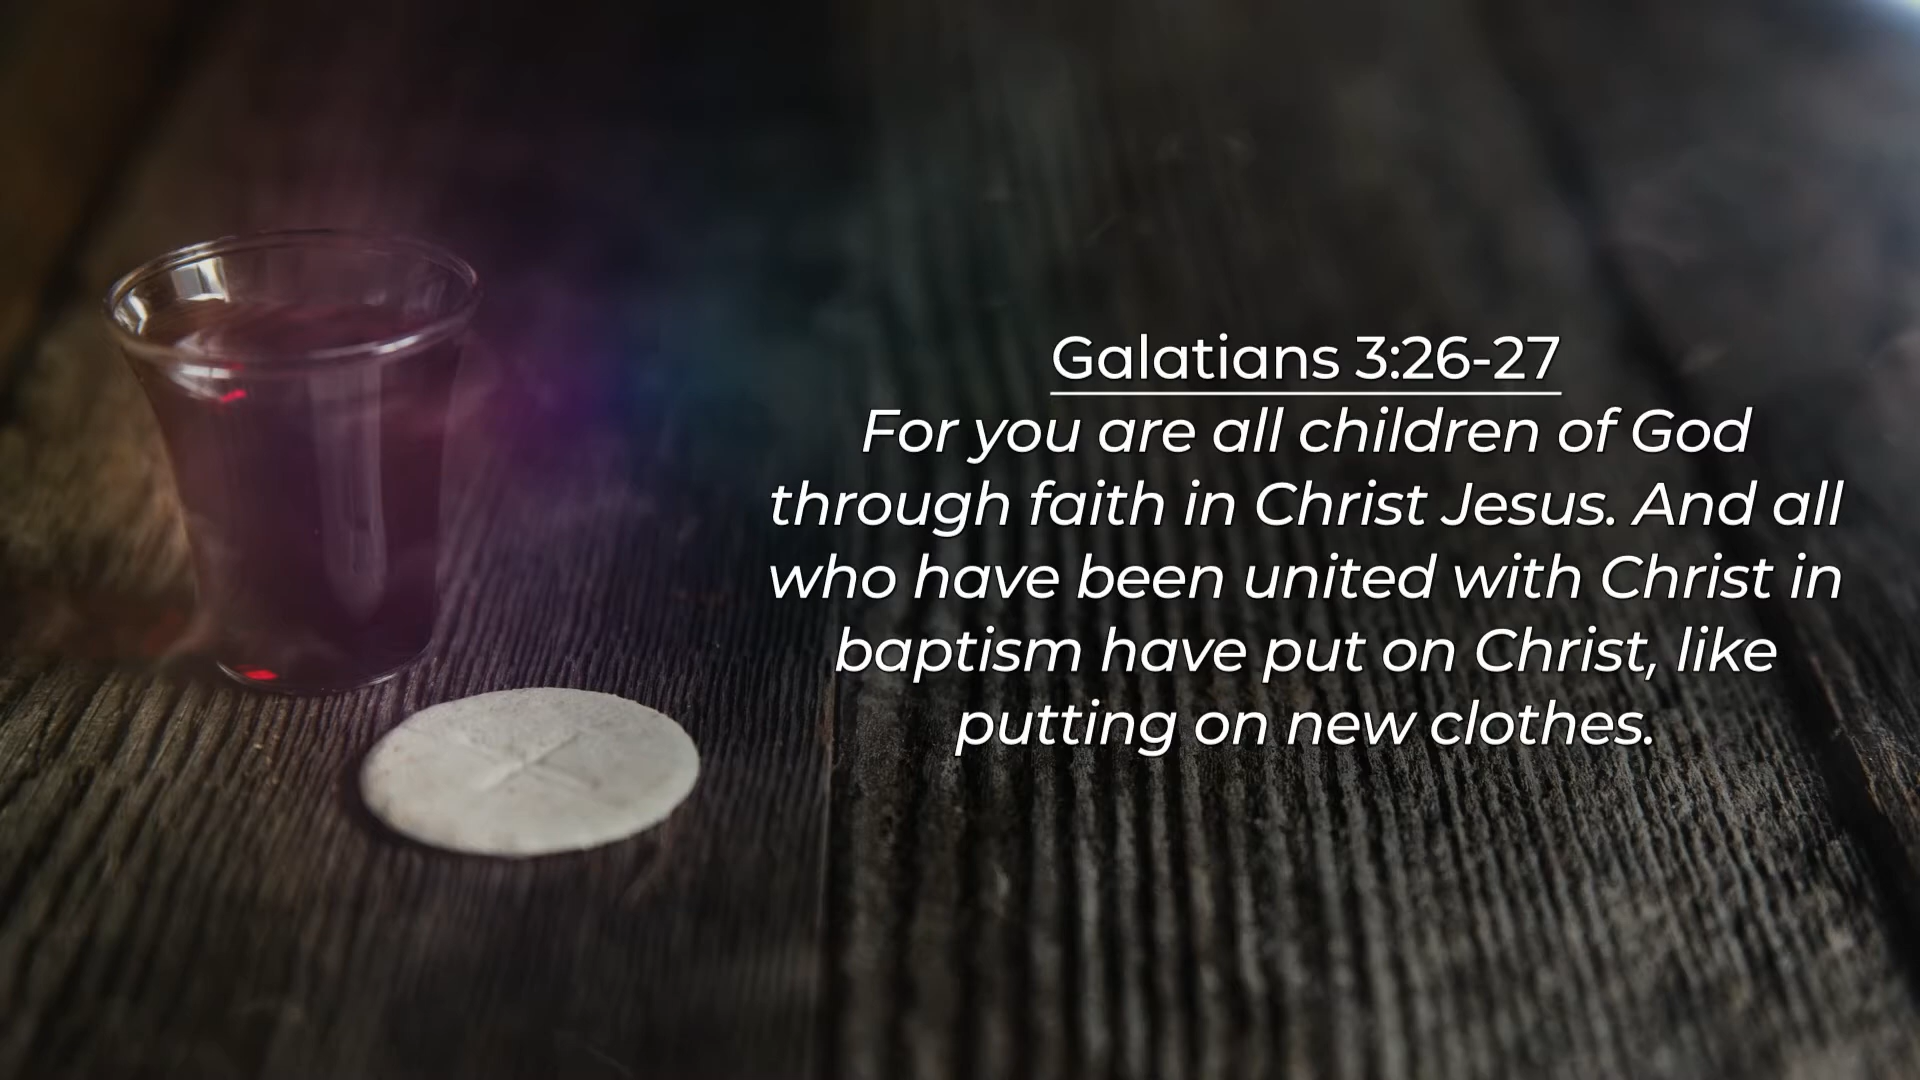 Galatians 3:26-27
For you are all children of God
through faith in Christ Jesus. And all
who have been united with Christ in
baptism have put on Christ, like
putting on new clothes.